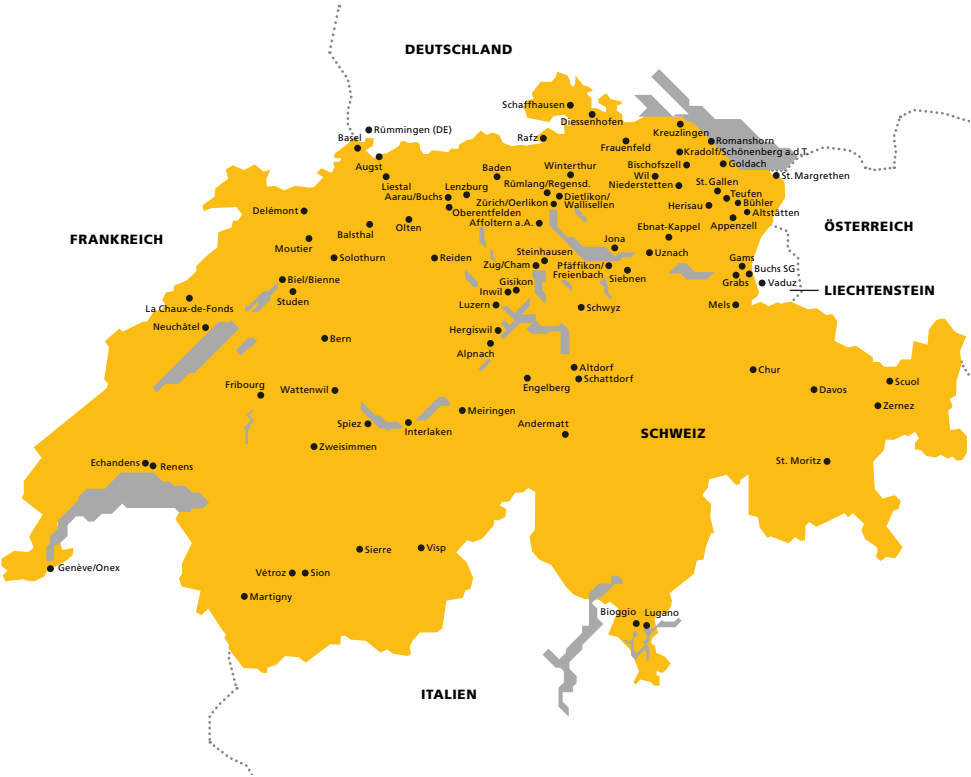 DEUTSCHLAND
Schaffhausen
Diessenhofen
Rümmingen (DE)
Basel
Rafz
Kreuzlingen
Romanshorn
Frauenfeld
Kradolf/Schönenberg a.d.T.
Augst
Baden
Winterthur
Bischofszell
Goldach
Wil
St. Margrethen
Liestal
Lenzburg
Rümlang/Regensd.
Niederstetten
St. Gallen
Aarau/Buchs
Dietlikon/
Wallisellen
Teufen
Zürich/Oerlikon
Bühler
Delémont
Oberentfelden
Herisau
Altstätten
Olten
Affoltern a.A.
Appenzell
Balsthal
Ebnat-Kappel
ÖSTERREICH
FRANKREICH
Moutier
Jona
Steinhausen
Uznach
Solothurn
Reiden
Zug/Cham
Pfäffikon/
Freienbach
Gams
Siebnen
Buchs SG
Biel/Bienne
Gisikon
Grabs
Vaduz
LIECHTENSTEIN
Inwil
Studen
La Chaux-de-Fonds
Luzern
Schwyz
Mels
Neuchâtel
Hergiswil
Bern
Alpnach
Altdorf
Chur
Schattdorf
Engelberg
Scuol
Fribourg
Wattenwil
Davos
Zernez
Meiringen
Spiez
Interlaken
Andermatt
SCHWEIZ
Zweisimmen
Echandens
Renens
St. Moritz
Sierre
Visp
Genève/Onex
Vétroz
Sion
Martigny
Bioggio
Lugano
ITALIEN